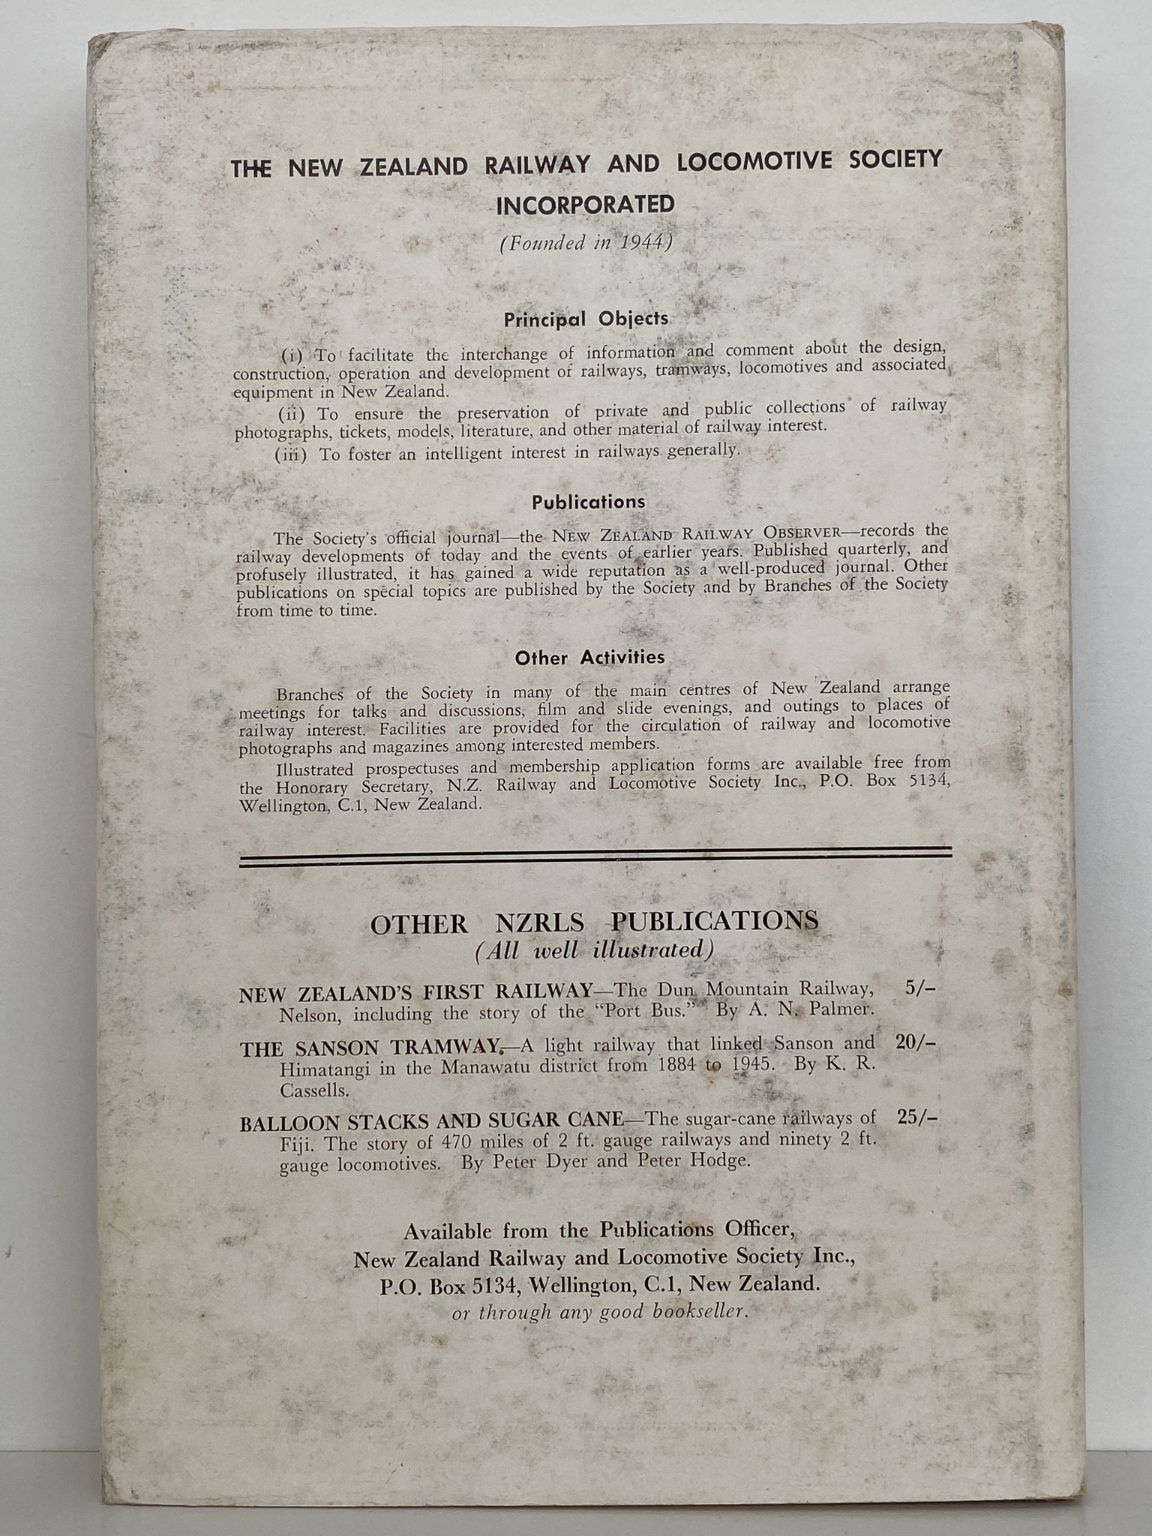 THE NEW ZEALAND RAILWAY AND LOCOMOTIVE SOCIETY
INCORPORATED
(Founded in 1944)
Principal Objects
(i) To facilitate the interchange of information and comment about the design,
construction, operation and development of railways, tramways, locomotives and associated
equipment in New Zealand.
(ii) To ensure the preservation of private and public collections of railway
photographs, tickets, models, literature, and other material of railway interest.
(iii) To foster an intelligent interest in railways generally.
Publications
The Society's official journal—the NEW ZEALAND RAILWAY OBSERVER—records the
railway developments of today and the events of earlier years. Published quarterly, and
profusely illustrated, it has gained a wide reputation as a well-produced journal. Other
publications on special topics are published by the Society and by Branches of the Society
from time to time.
Other Activities
Branches of the Society in many of the main centres of New Zealand arrange
meetings for talks and discussions, film and slide evenings, and outings to places of
railway interest. Facilities are provided for the circulation of railway and locomotive
photographs and magazines among interested members.
Illustrated prospectuses and membership application forms are available free from
the Honorary Secretary, N.Z. Railway and Locomotive Society Inc., P.O. Box 5134,
Wellington, C.1, New Zealand.
OTHER NZRLS PUBLICATIONS
(All well illustrated)
NEW ZEALAND'S FIRST RAILWAY—The Dun Mountain Railway, 5/–
Nelson, including the story of the "Port Bus." By A. N. Palmer.
THE SANSON TRAMWAY.—A light railway that linked Sanson and 20/–
Himatangi in the Manawatu district from 1884 to 1945. By K. R.
Cassells.
BALLOON STACKS AND SUGAR CANE—The sugar-cane railways of 25/–
Fiji. The story of 470 miles of 2 ft. gauge railways and ninety 2 ft.
gauge locomotives. By Peter Dyer and Peter Hodge.
Available from the Publications Officer,
New Zealand Railway and Locomotive Society Inc.,
P.O. Box 5134, Wellington, C.1, New Zealand.
or through any good bookseller.